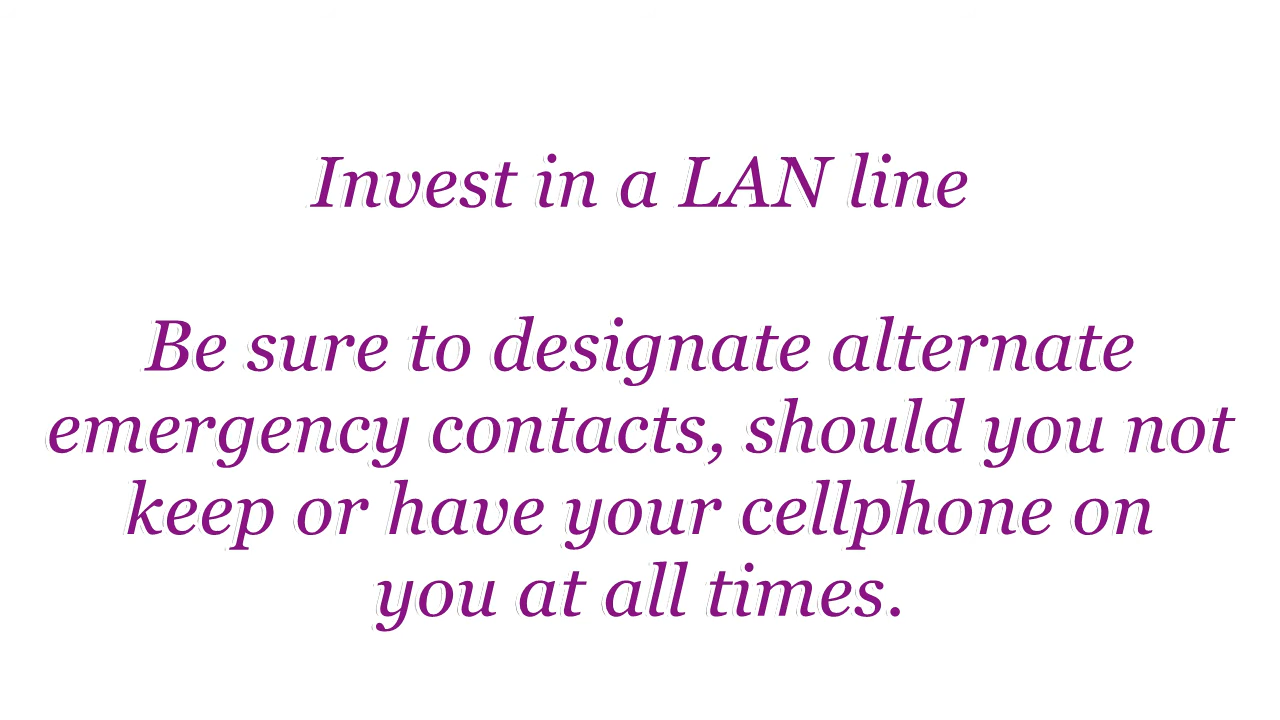 Invest in a LAN line
Be sure to designate alternate
emergency contacts, should you not
keep or have your cellphone on
you at all times.